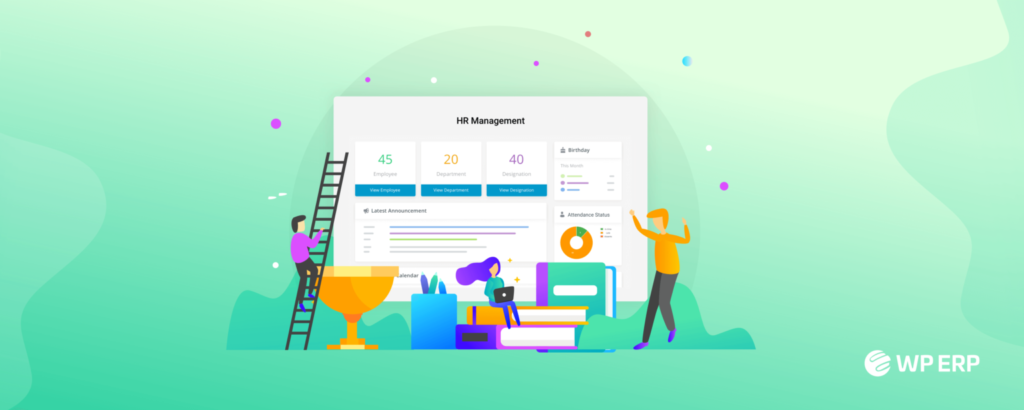 HR Management
45
Employee
View Employee
20
Department
View Department
40
Designation
View Designation
Birthday
This Month
Latest Announcement
Attendance Status
Calendar
WP ERP